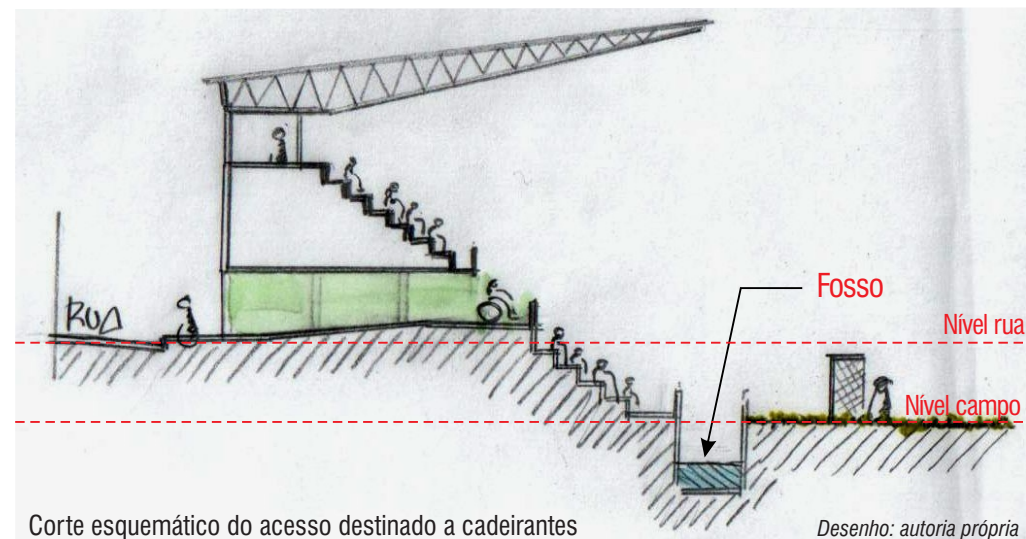 RUA
Fosso
Nível rua
Nível campo
Corte esquemático do acesso destinado a cadeirantes
Desenho: autoria própria